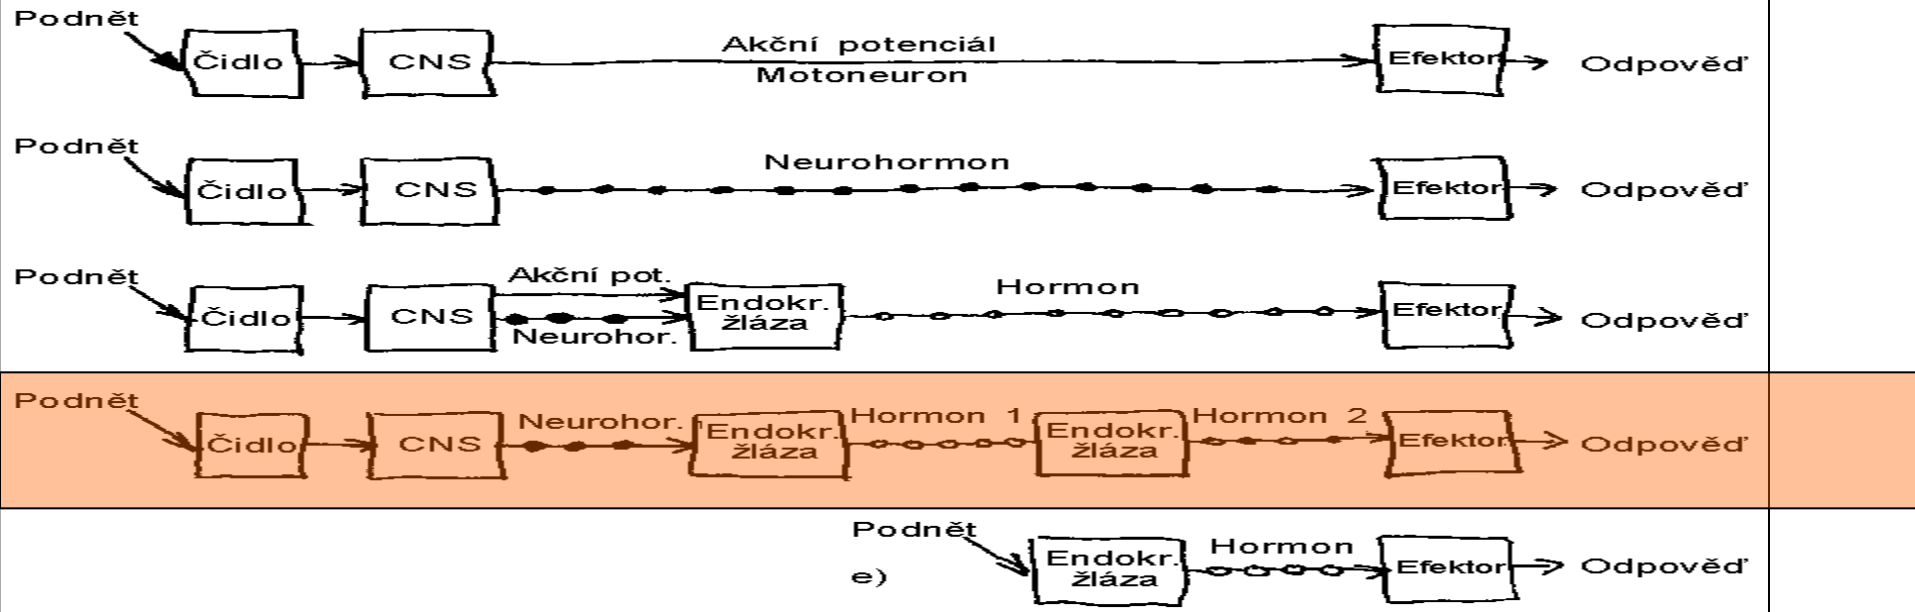 Podnět
Čidlo CNS Akční potenciál Motoneuron Efektor Odpověď
Podnět
Čidlo CNS Neurohormon Efektor Odpověď
Podnět
Čidlo CNS Akční pot. Neurohor. Endokr. žláza Hormon Efektor Odpověď
Podnět
Čidlo CNS Neurohor. Endokr. žláza Hormon 1 Endokr. žláza Hormon 2 Efektor Odpověď
Podnět
e) Endokr. žláza Hormon Efektor Odpověď